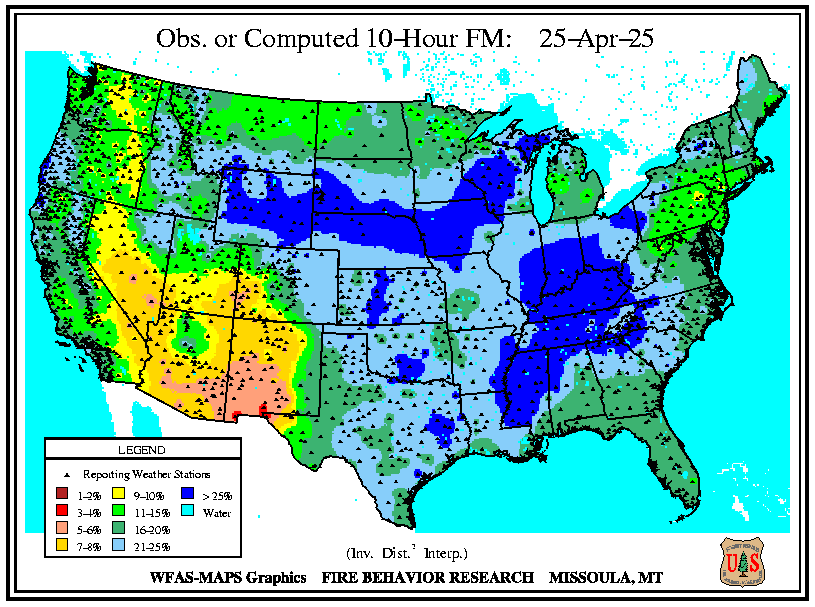 Obs. or Computed 10-Hour FM: 25-Apr-25
LEGEND
Reporting Weather Stations
1-2% 9-10% > 25%
3-4% 11-15% Water
5-6% 16-20%
7-8% 21-25%
(Inv. Dist.² Interp.)
WFAS-MAPS Graphics FIRE BEHAVIOR RESEARCH MISSOULA, MT
U S